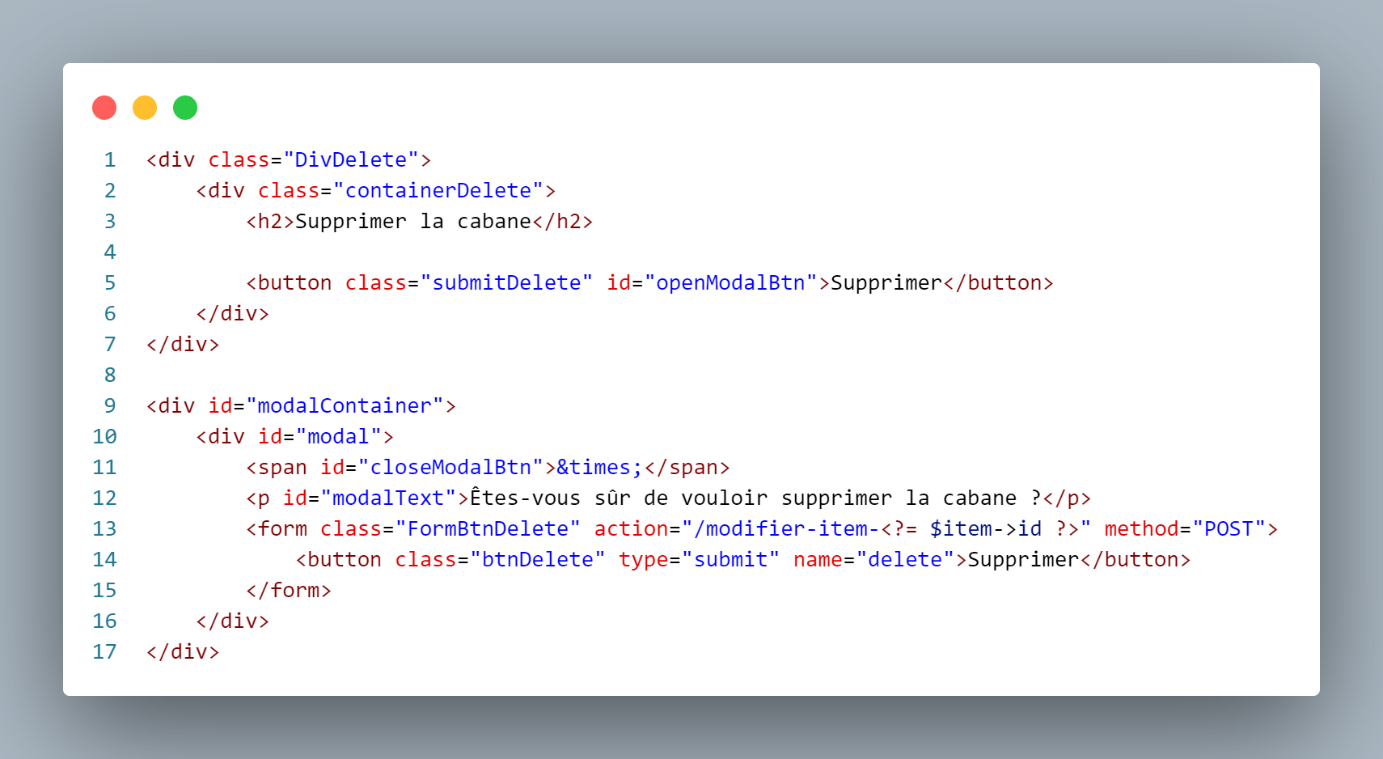 1 <div class="DivDelete">
2     <div class="containerDelete">
3         <h2>Supprimer la cabane</h2>
4
5         <button class="submitDelete" id="openModalBtn">Supprimer</button>
6     </div>
7 </div>
8
9 <div id="modalContainer">
10     <div id="modal">
11         <span id="closeModalBtn">&times;</span>
12         <p id="modalText">Êtes-vous sûr de vouloir supprimer la cabane ?</p>
13         <form class="FormBtnDelete" action="/modifier-item-<?= $item->id ?>" method="POST">
14             <button class="btnDelete" type="submit" name="delete">Supprimer</button>
15         </form>
16     </div>
17 </div>